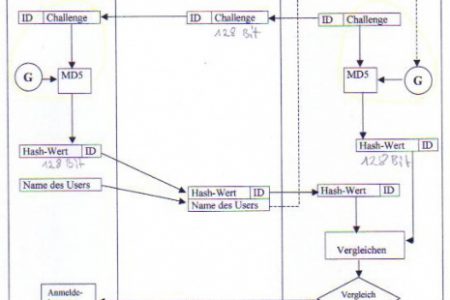 ID Challenge
ID Challenge
ID Challenge
128 Bit
G
MD5
MD5
G
Hash-Wert ID
128 Bit
Hash-Wert ID
128 Bit
Name des Users
Hash-Wert ID
Name des Users
Hash-Wert ID
Vergleichen
Anmelde-
Vergleich